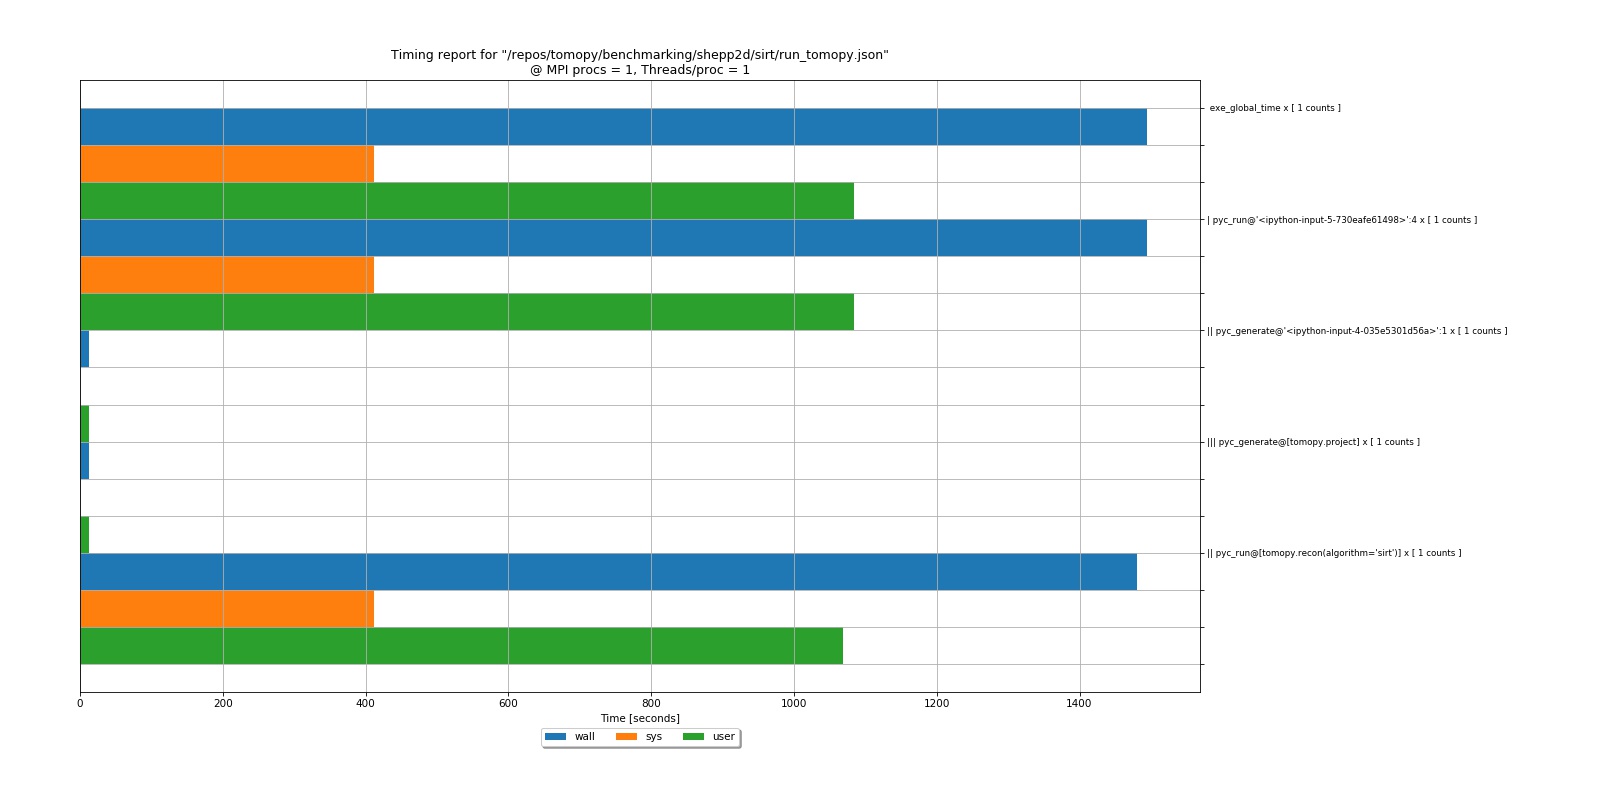 Timing report for "/repos/tomopy/benchmarking/shepp2d/sirt/run_tomopy.json"
@ MPI procs = 1, Threads/proc = 1
exe_global_time x [ 1 counts ]
| pyc_run@'<ipython-input-5-730eafe61498>':4 x [ 1 counts ]
|| pyc_generate@'<ipython-input-4-035e5301d56a>':1 x [ 1 counts ]
||| pyc_generate@[tomopy.project] x [ 1 counts ]
|| pyc_run@[tomopy.recon(algorithm='sirt')] x [ 1 counts ]
0 200 400 600 800 1000 1200 1400
Time [seconds]
wall sys user